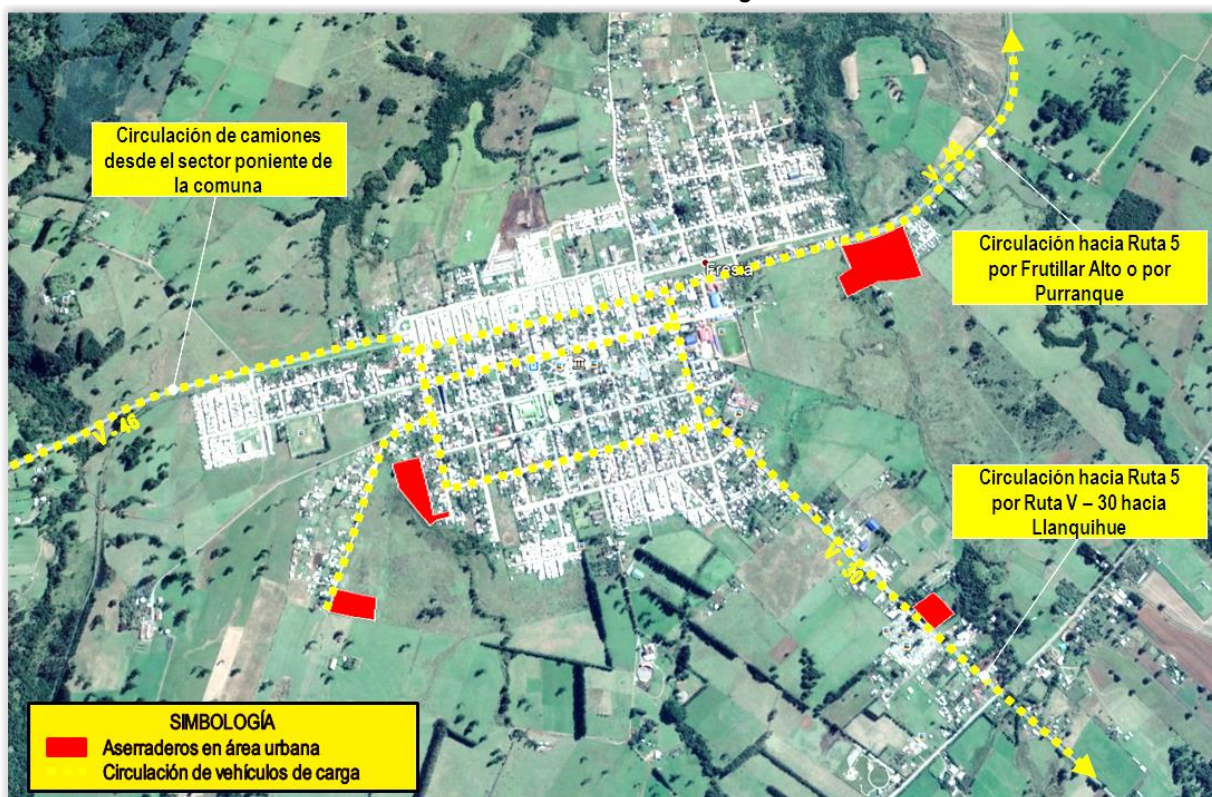 Circulación de camiones
desde el sector poniente de
la comuna
V - 46
Fresia
Circulación hacia Ruta 5
por Frutillar Alto o por
Purranque
V - 46
Circulación hacia Ruta 5
por Ruta V – 30 hacia
Llanquihue
V - 30
SIMBOLOGÍA
Aserraderos en área urbana
Circulación de vehículos de carga